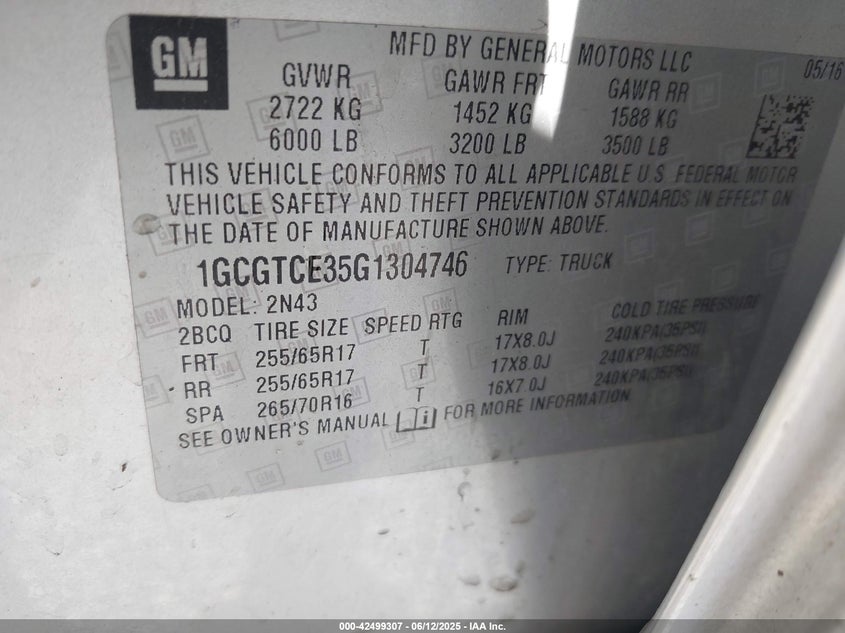 GM
MFD BY GENERAL MOTORS LLC
05/16
GVWR GAWR FRT GAWR RR
2722 KG 1452 KG 1588 KG
6000 LB 3200 LB 3500 LB
THIS VEHICLE CONFORMS TO ALL APPLICABLE U.S. FEDERAL MOTOR
VEHICLE SAFETY AND THEFT PREVENTION STANDARDS IN EFFECT ON
THE DATE OF MANUFACTURE SHOWN ABOVE.
1GCGTCE35G1304746 TYPE: TRUCK
MODEL: 2N43
2BCQ TIRE SIZE SPEED RTG RIM COLD TIRE PRESSURE
FRT 255/65R17 T 17X8.0J 240KPA(35PSI)
RR 255/65R17 T 17X8.0J 240KPA(35PSI)
SPA 265/70R16 T 16X7.0J 240KPA(35PSI)
SEE OWNER'S MANUAL FOR MORE INFORMATION
000-42499307 - 06/12/2025 - IAA Inc.